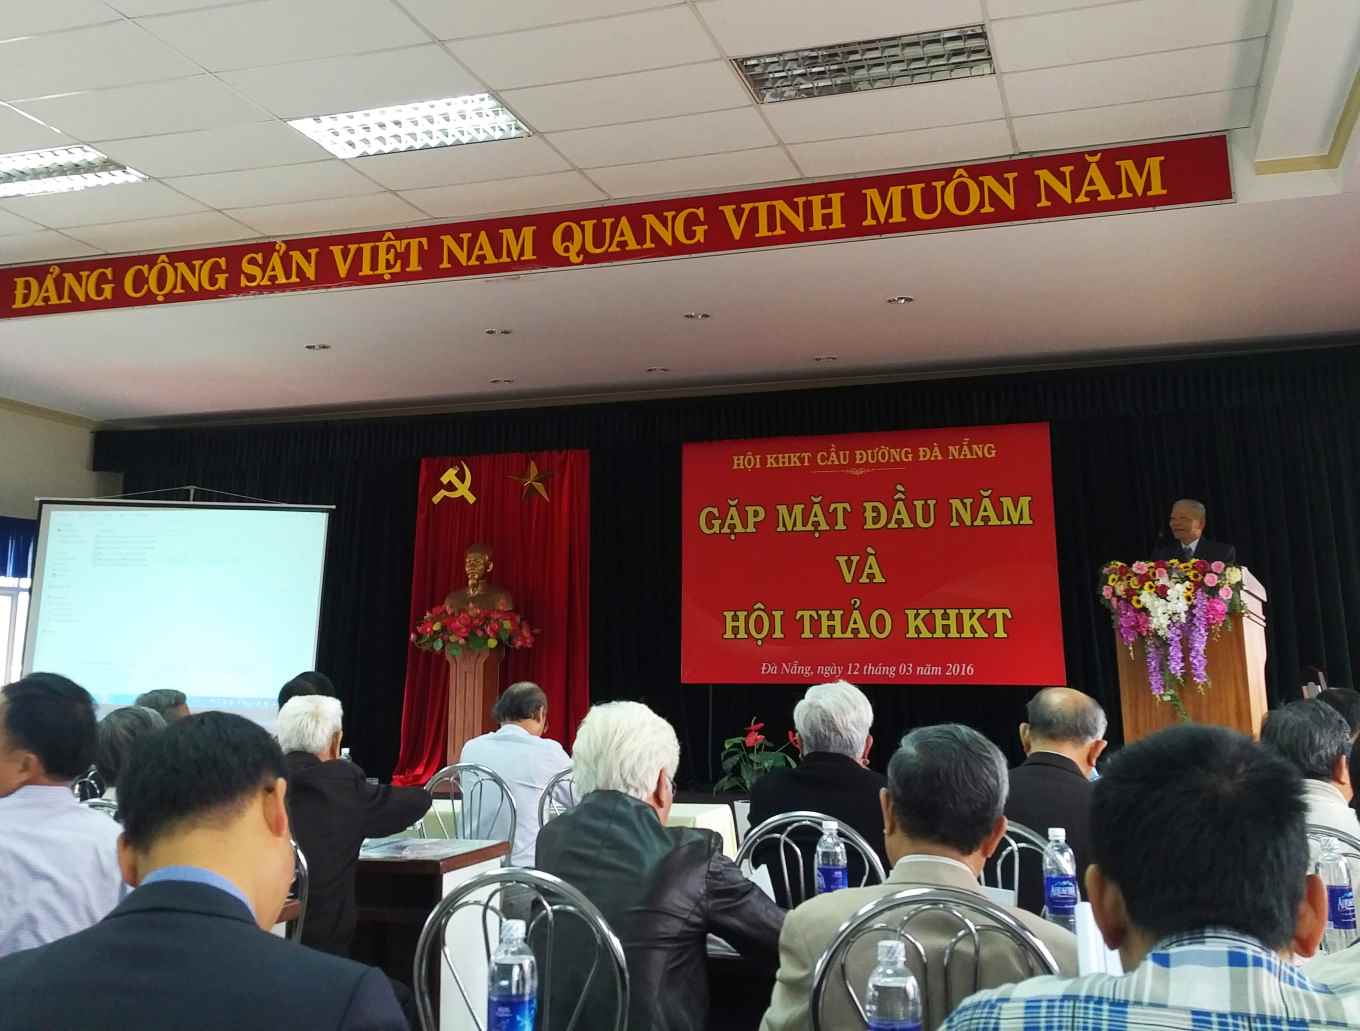 ĐẢNG CỘNG SẢN VIỆT NAM QUANG VINH MUÔN NĂM
HỘI KHKT CẦU ĐƯỜNG ĐÀ NẴNG
GẶP MẶT ĐẦU NĂM
VÀ
HỘI THẢO KHKT
Đà Nẵng, ngày 12 tháng 03 năm 2016